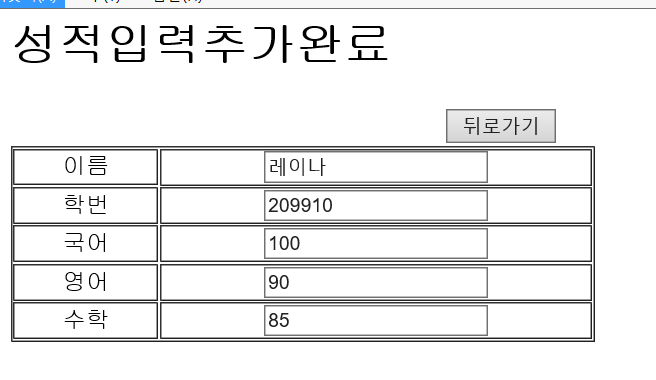 성적입력추가완료
뒤로가기
이름 레이나
학번 209910
국어 100
영어 90
수학 85